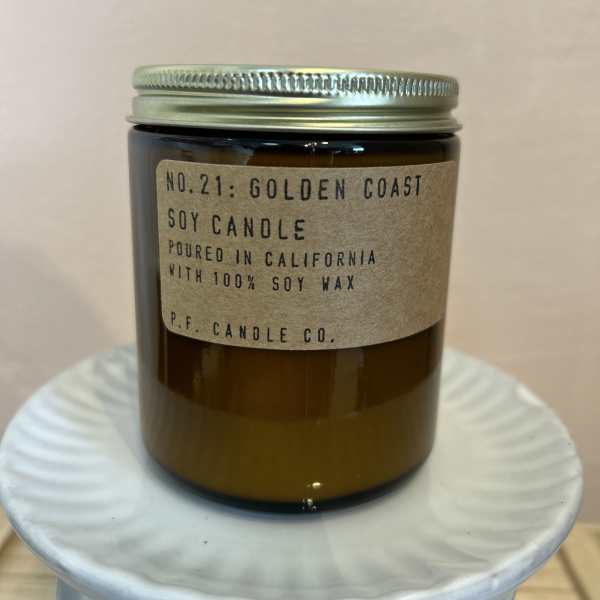 NO.21: GOLDEN COAST
SOY CANDLE
POURED IN CALIFORNIA
WITH 100% SOY WAX
P.F. CANDLE CO.